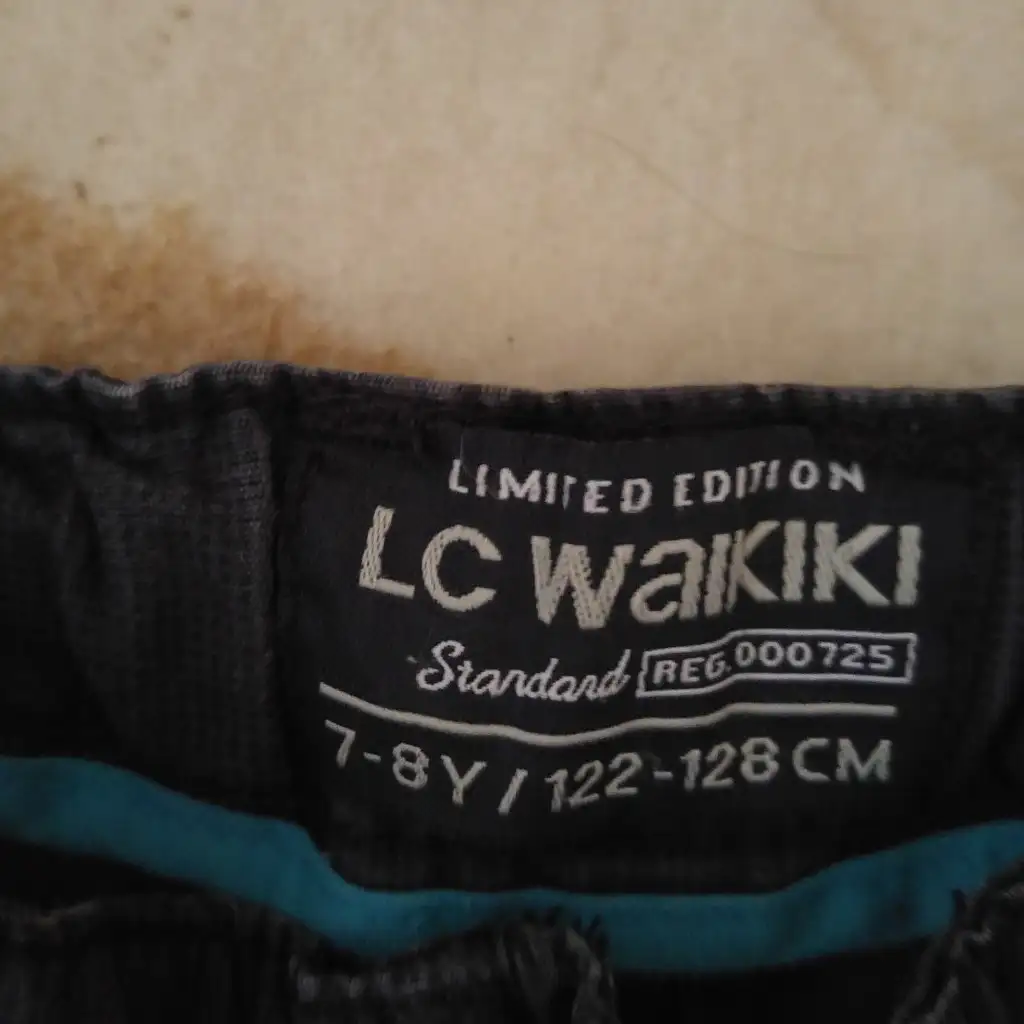 LIMITED EDITION
LC WAIKIKI
Standard REG.000725
7-8Y / 122-128 CM